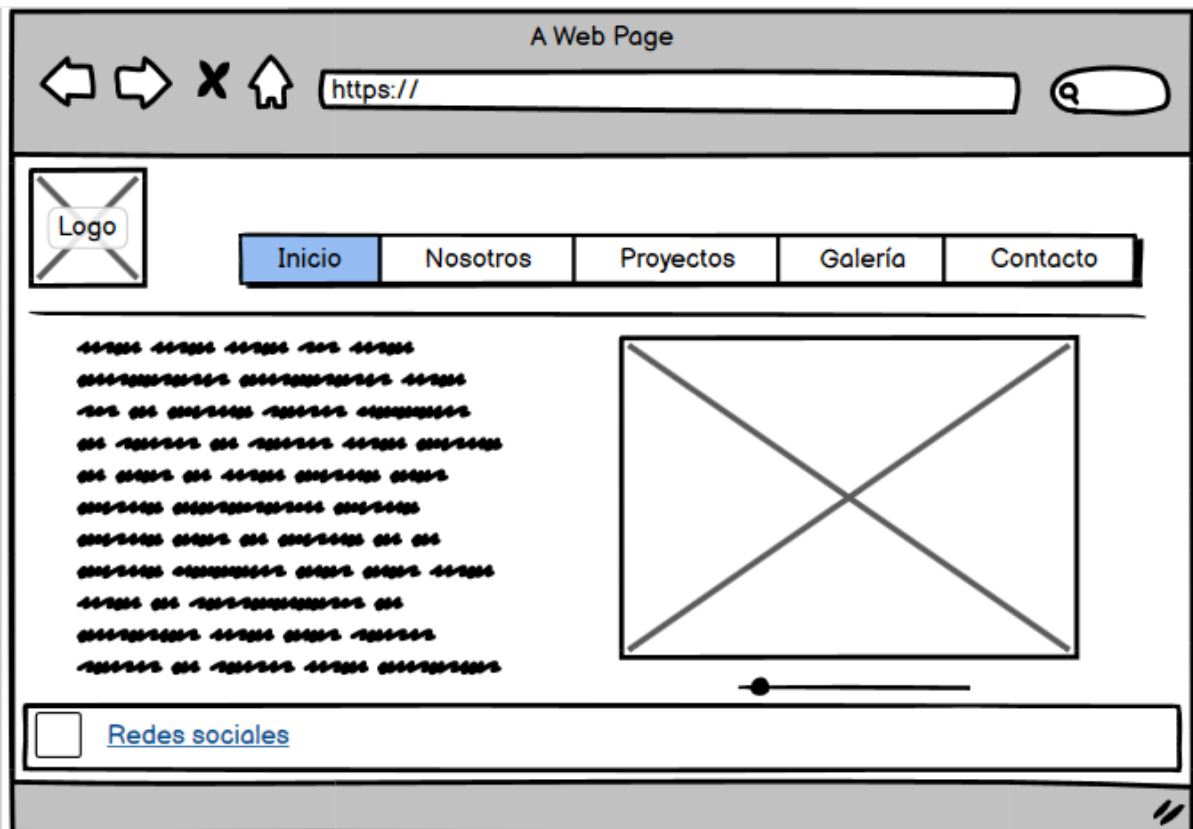 A Web Page
https://
Logo
Inicio Nosotros Proyectos Galería Contacto
Redes sociales